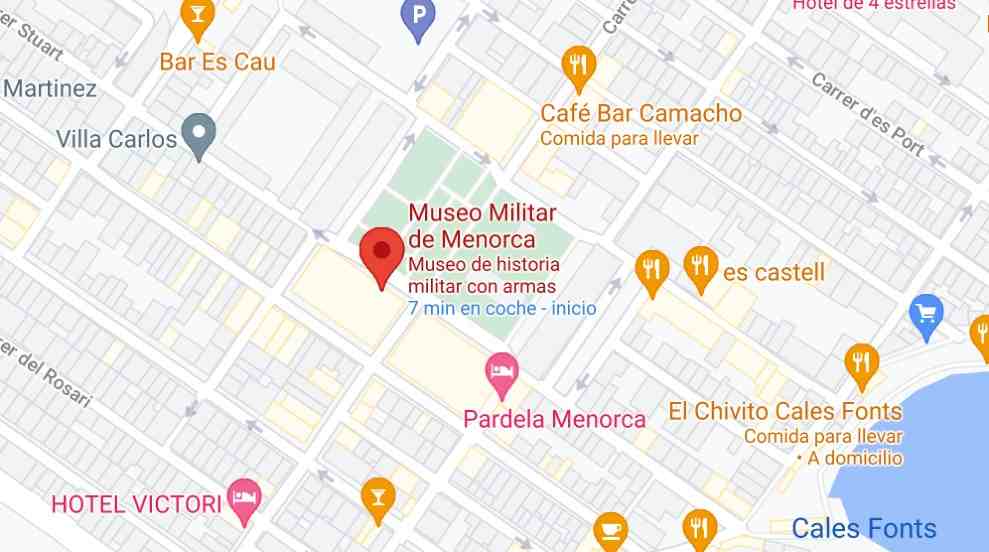 Hotel de 4 estrellas
er Stuart
P
Bar Es Cau
Martinez
Carre
Café Bar Camacho
Comida para llevar
Carrer d'es Port
Villa Carlos
Museo Militar
de Menorca
Museo de historia
militar con armas
7 min en coche - inicio
es castell
er del Rosari
Pardela Menorca
El Chivito Cales Fonts
Comida para llevar
• A domicilio
HOTEL VICTORI
Cales Fonts